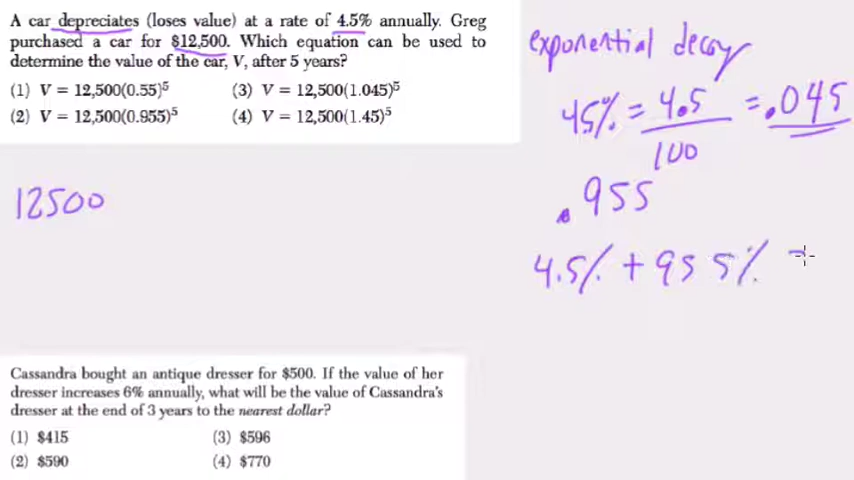 A car depreciates (loses value) at a rate of 4.5% annually. Greg
purchased a car for $12,500. Which equation can be used to
determine the value of the car, V, after 5 years?
(1) V = 12,500(0.55)⁵ (3) V = 12,500(1.045)⁵
(2) V = 12,500(0.955)⁵ (4) V = 12,500(1.45)⁵
exponential decay
45% = 4.5/100 = .045
.955
4.5% + 95 5% =
12500
Cassandra bought an antique dresser for $500. If the value of her
dresser increases 6% annually, what will be the value of Cassandra's
dresser at the end of 3 years to the nearest dollar?
(1) $415 (3) $596
(2) $590 (4) $770